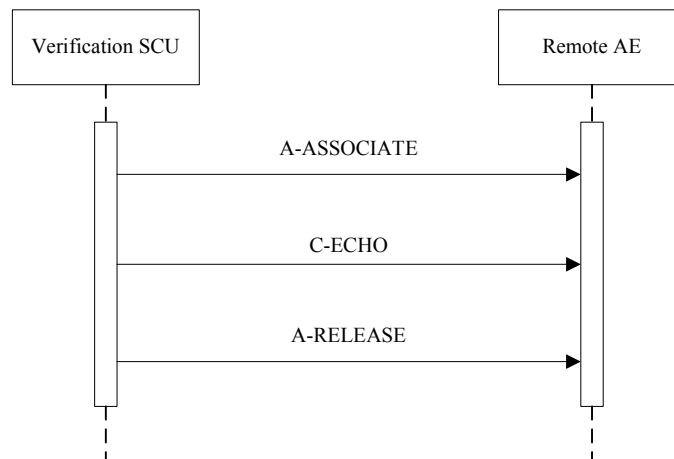 Verification SCU
Remote AE
A-ASSOCIATE
C-ECHO
A-RELEASE